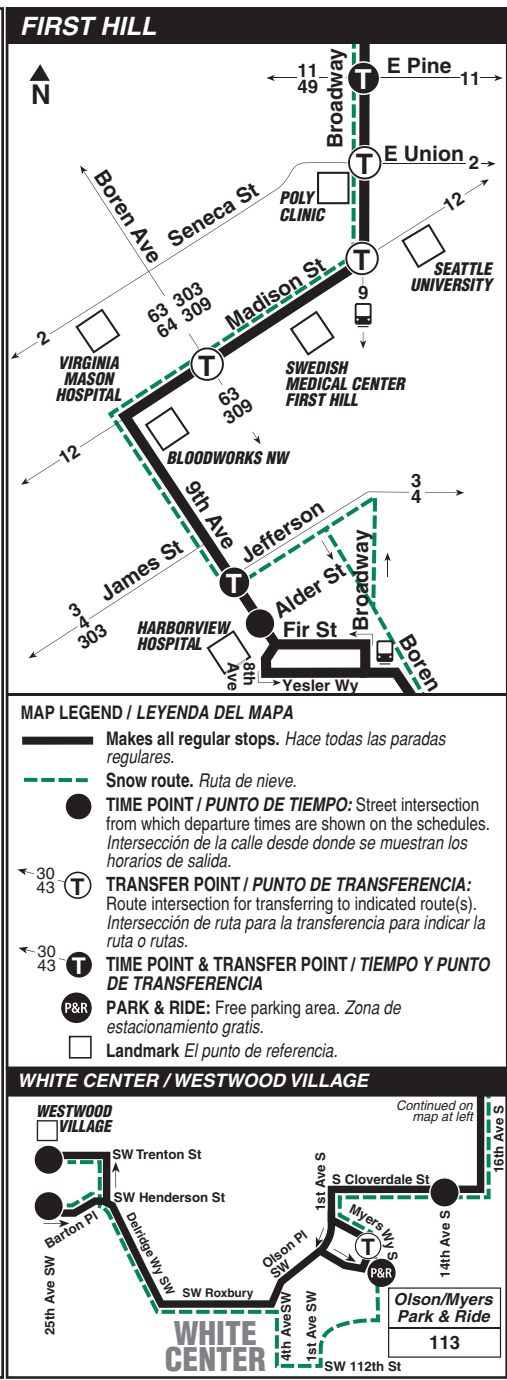 FIRST HILL
N
11
49
Broadway
E Pine
11
E Union
2
POLY
CLINIC
12
Boren Ave
Seneca St
SEATTLE
UNIVERSITY
9
63 303
64 309
Madison St
2
VIRGINIA
MASON
HOSPITAL
SWEDISH
MEDICAL CENTER
FIRST HILL
63
309
BLOODWORKS NW
12
9th Ave
3
4
Jefferson
James St
3
4
303
Alder St
Broadway
HARBORVIEW
HOSPITAL
Fir St
Boren
8th
Ave
Yesler Wy
T
T
T
T
T
MAP LEGEND / LEYENDA DEL MAPA
Makes all regular stops. Hace todas las paradas
regulares.
Snow route. Ruta de nieve.
TIME POINT / PUNTO DE TIEMPO: Street intersection
from which departure times are shown on the schedules.
Intersección de la calle desde donde se muestran los
horarios de salida.
30
43 T TRANSFER POINT / PUNTO DE TRANSFERENCIA:
Route intersection for transferring to indicated route(s).
Intersección de ruta para la transferencia para indicar la
ruta o rutas.
30
43 T TIME POINT & TRANSFER POINT / TIEMPO Y PUNTO
DE TRANSFERENCIA
P&R PARK & RIDE: Free parking area. Zona de
estacionamiento gratis.
Landmark El punto de referencia.
WHITE CENTER / WESTWOOD VILLAGE
WESTWOOD
VILLAGE
Continued on
map at left
16th Ave S
SW Trenton St
1st Ave S
S Cloverdale St
SW Henderson St
Barton Pl
Myers Wy S
14th Ave S
Olson Pl
SW
T
25th Ave SW
Delridge Wy SW
P&R
SW Roxbury
4th AveSW
1st Ave SW
Olson/Myers
Park & Ride
113
WHITE
CENTER
SW 112th St